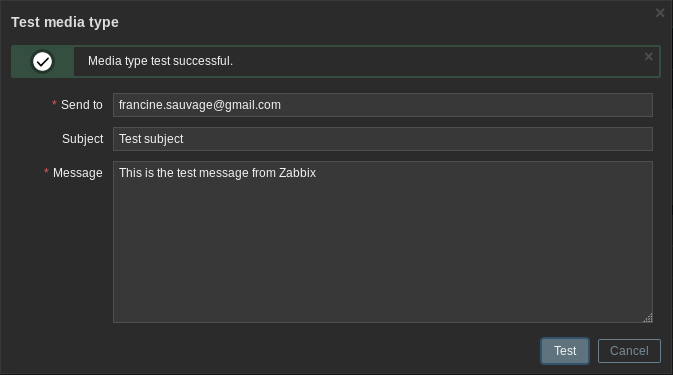 Test media type
Media type test successful.
* Send to
francine.sauvage@gmail.com
Subject
Test subject
* Message
This is the test message from Zabbix
Test
Cancel